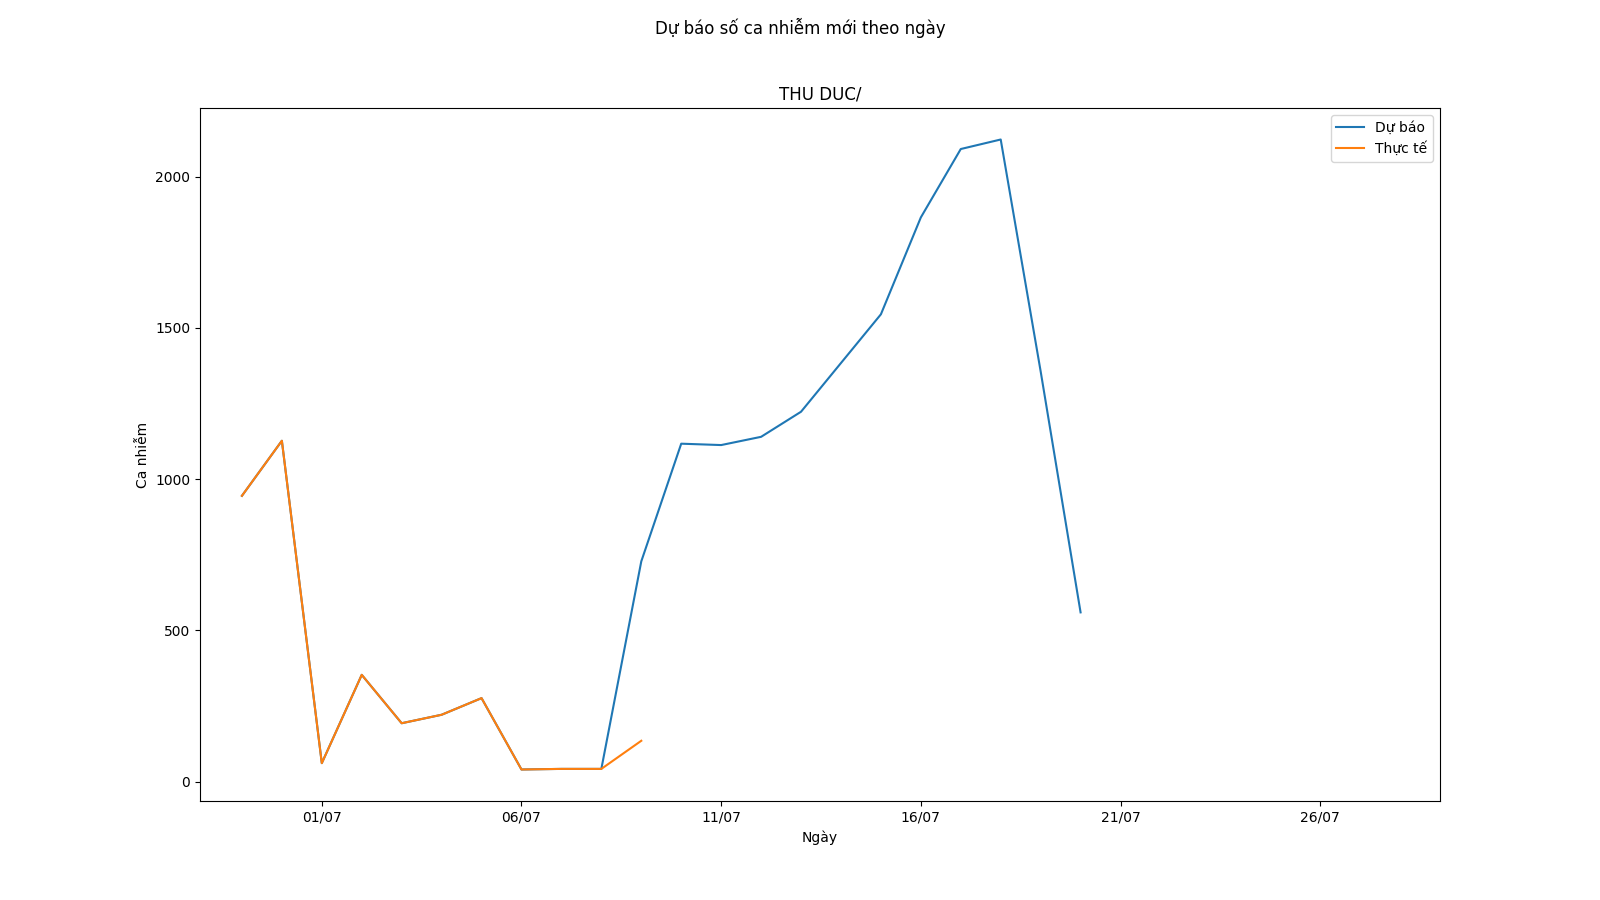 Dự báo số ca nhiễm mới theo ngày
THU DUC/
Dự báo
Thực tế
2000
1500
1000
500
0
Ca nhiễm
01/07
06/07
11/07
16/07
21/07
26/07
Ngày